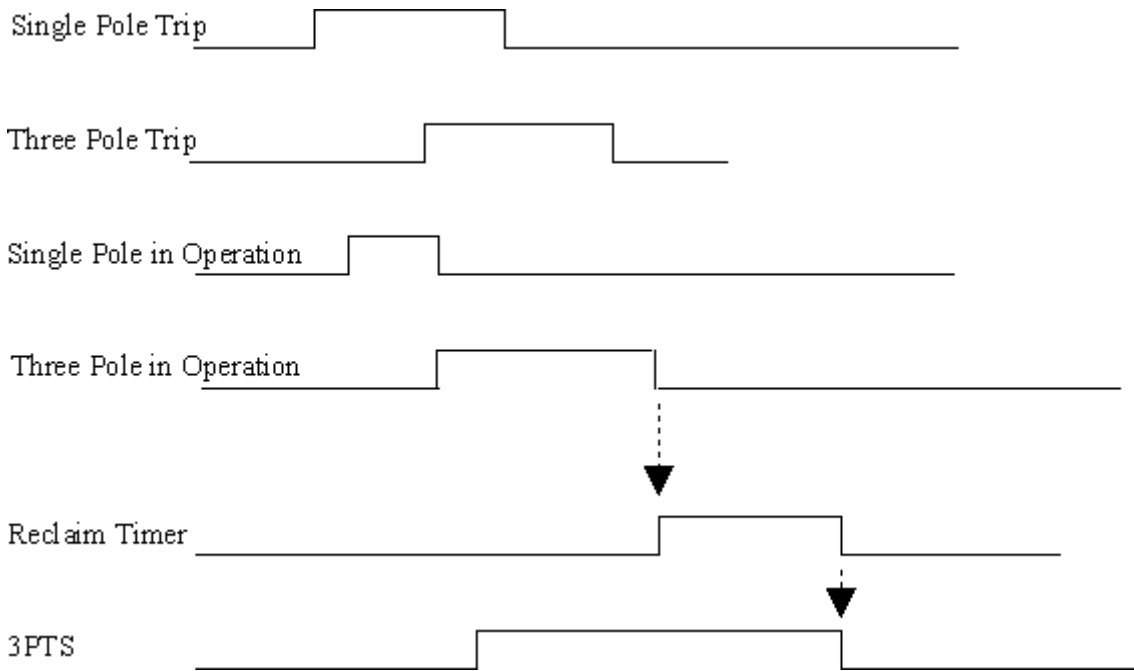 Single Pole Trip
Three Pole Trip
Single Pole in Operation
Three Pole in Operation
Reclaim Timer
3PTS